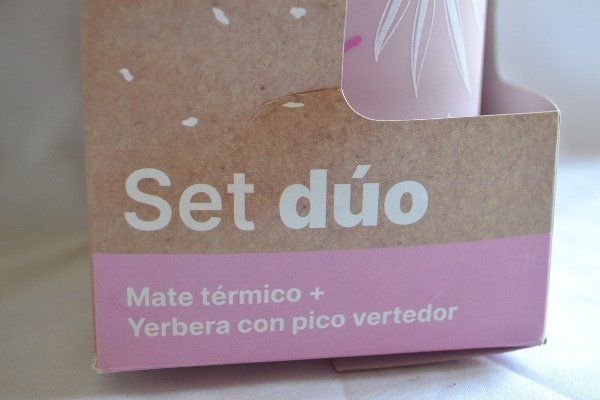 Set dúo
Mate térmico +
Yerbera con pico vertedor